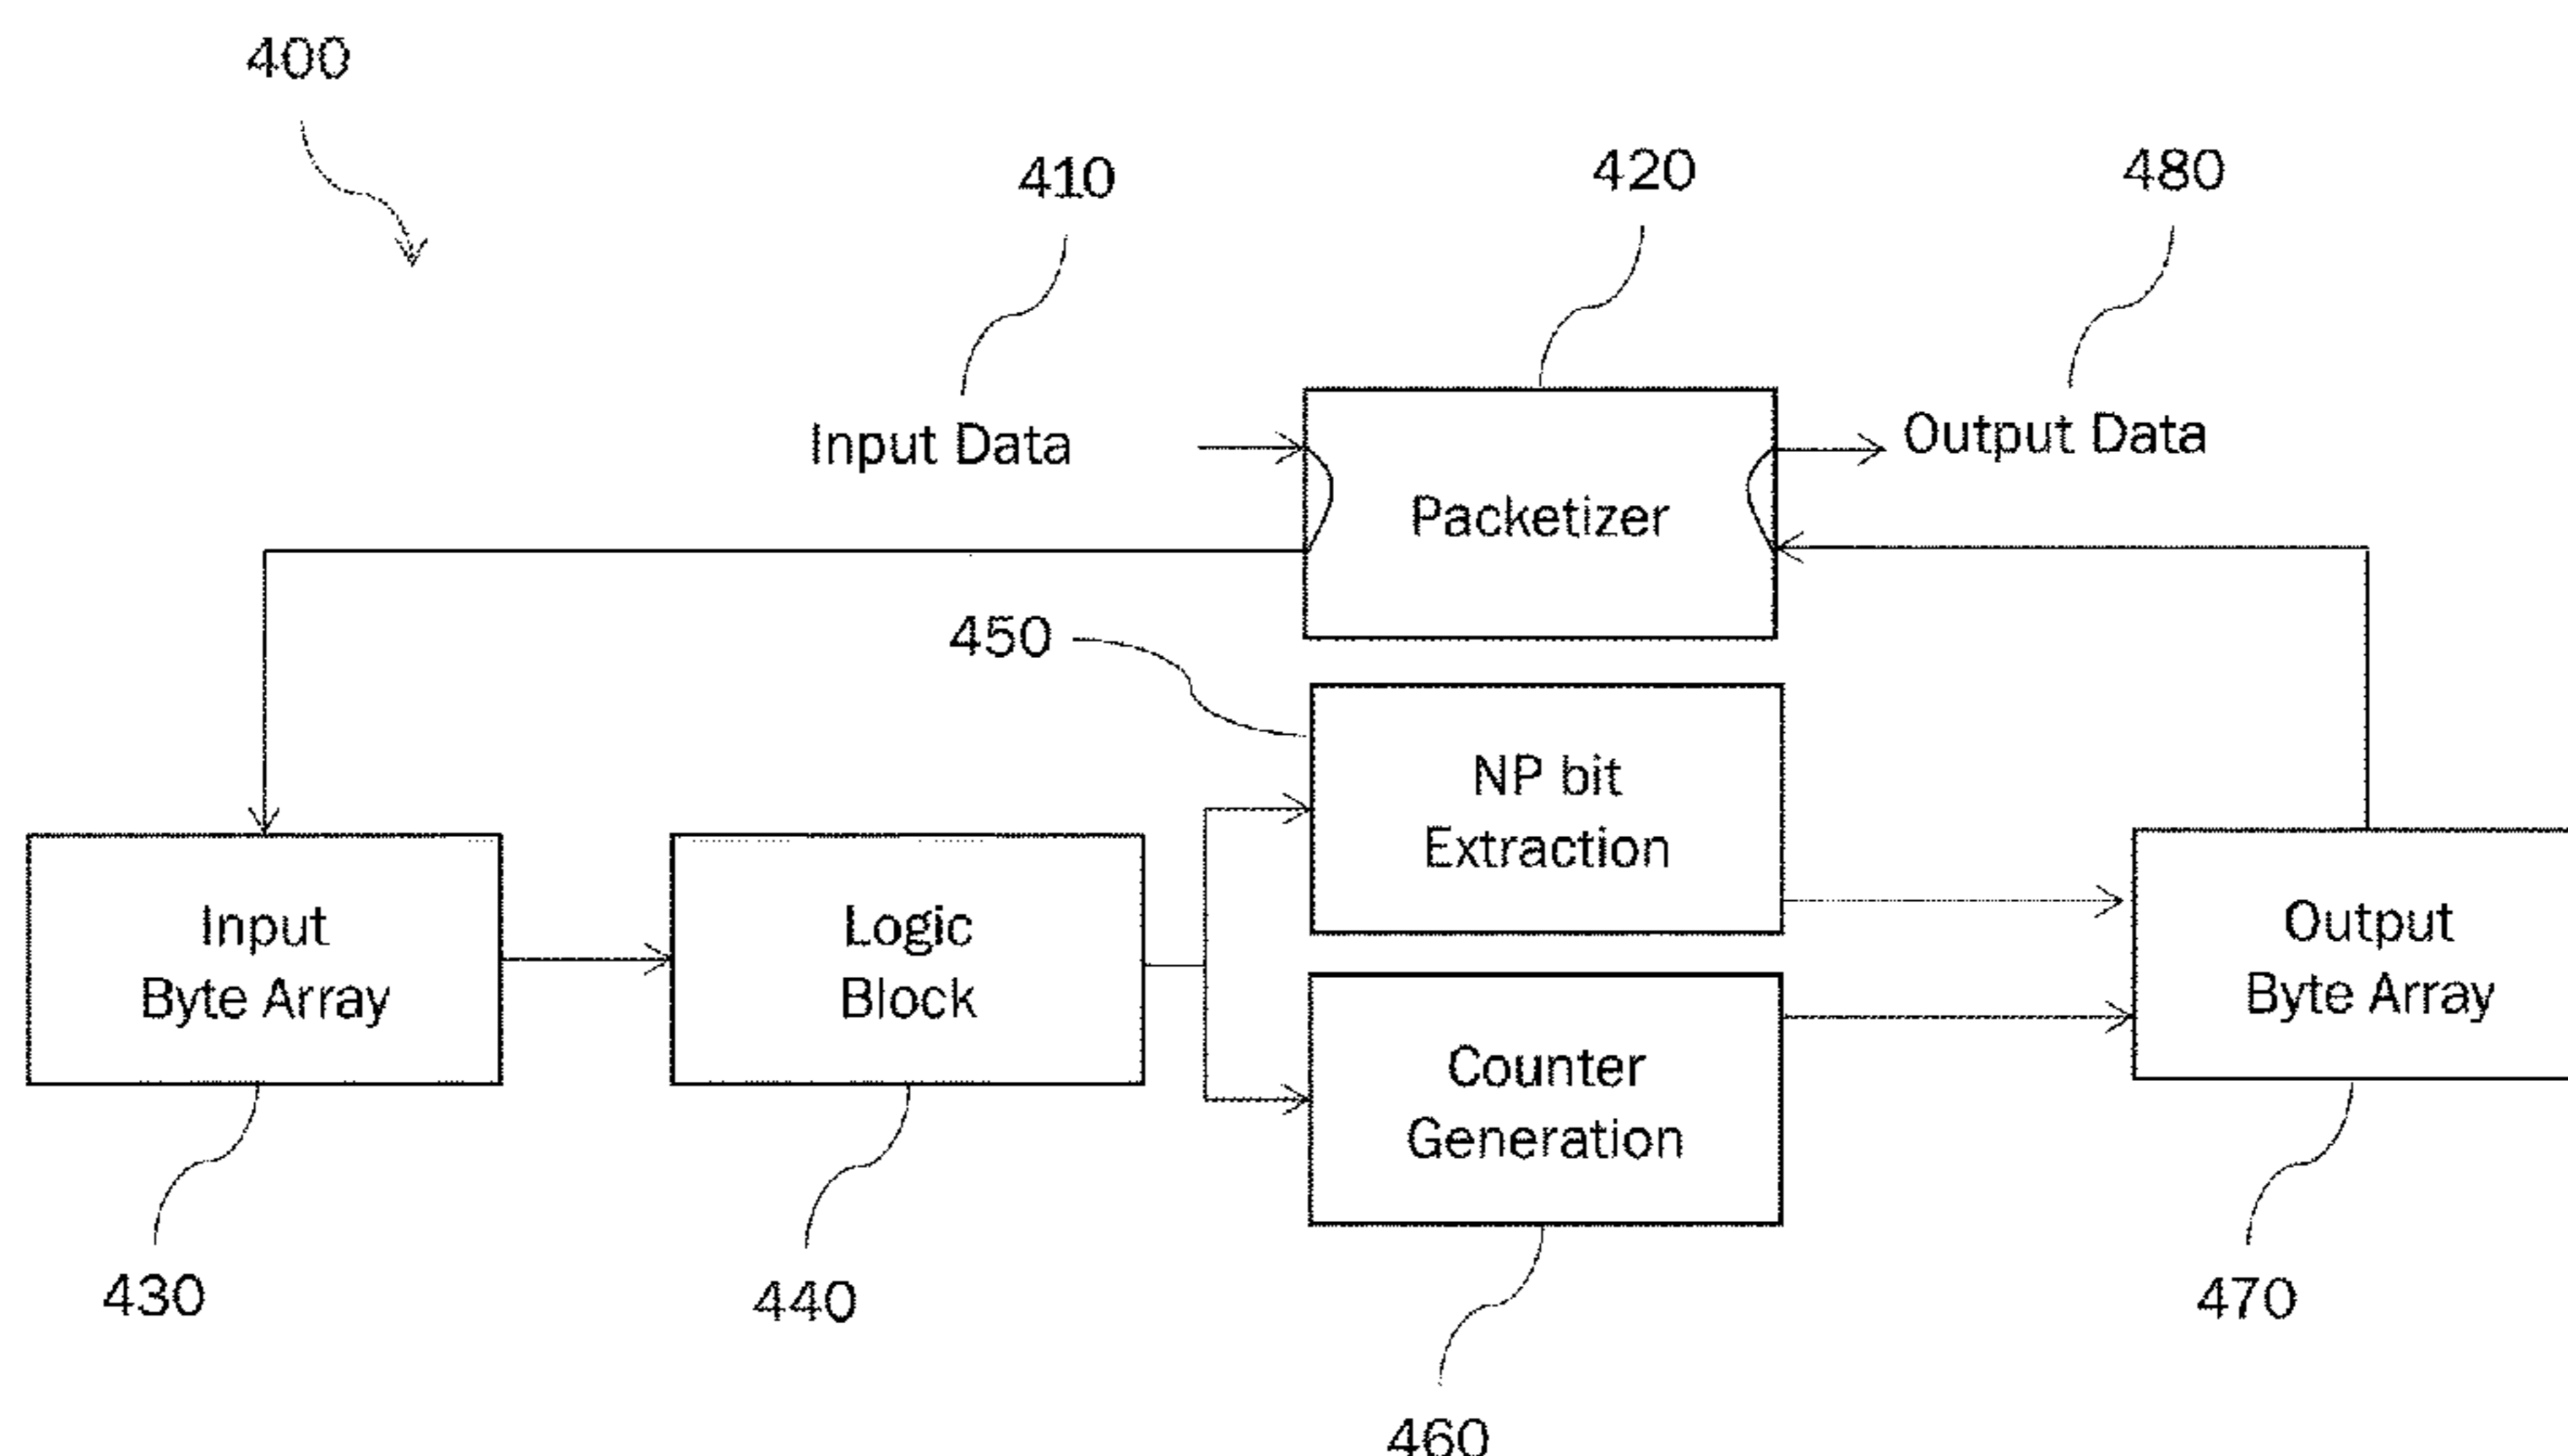 400
410
420
480
Input Data
Output Data
Packetizer
450
NP bit
Extraction
Input
Byte Array
Logic
Block
Output
Byte Array
Counter
Generation
430
440
470
460